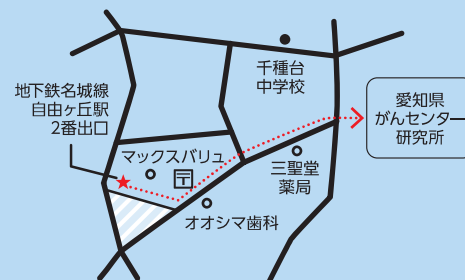 千種台
中学校
地下鉄名城線
自由ヶ丘駅
2番出口
愛知県
がんセンター
研究所
マックスバリュ
〒
三聖堂
薬局
オオシマ歯科